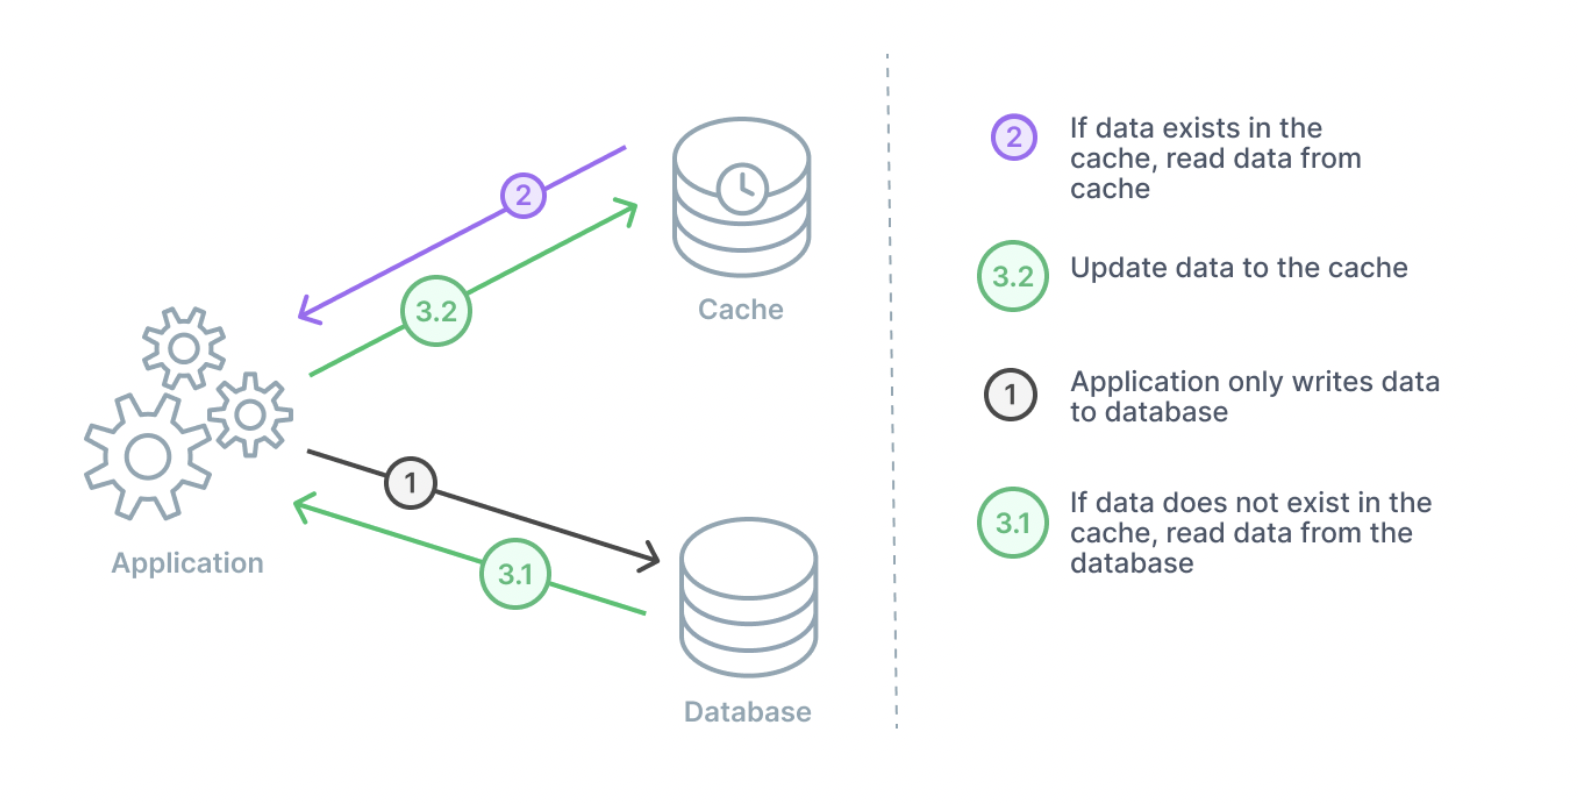 2
3.2
Cache
Application
1
3.1
Database
2
If data exists in the
cache, read data from
cache
3.2
Update data to the cache
1
Application only writes data
to database
3.1
If data does not exist in the
cache, read data from the
database